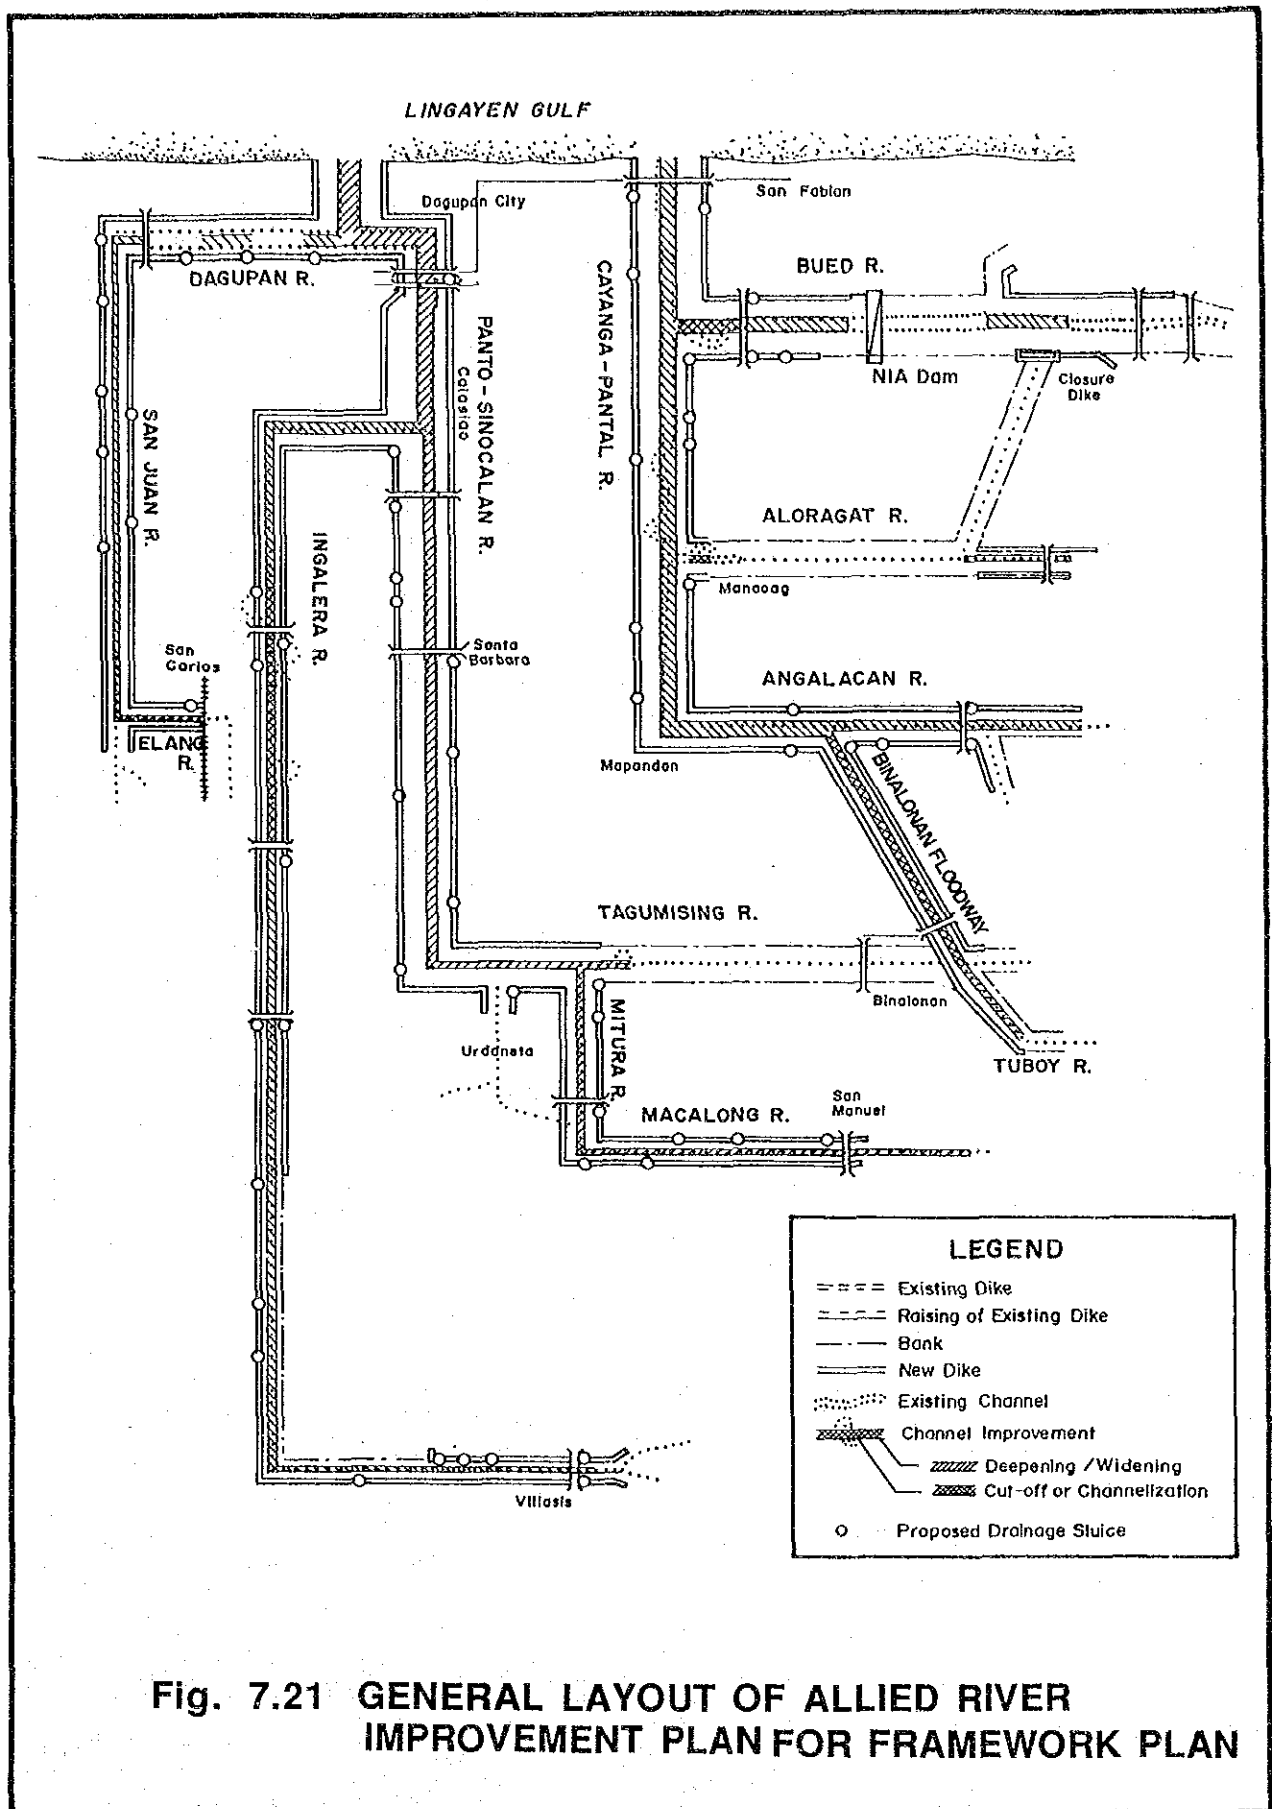 LINGAYEN GULF
Dagupan City
San Fabian
DAGUPAN R.
PANTO-SINOCALAN R.
Calasiao
CAYANGA-PANTAL R.
BUED R.
NIA Dam
Closure
Dike
SAN JUAN R.
INGALERA R.
ALORAGAT R.
Manaoag
San
Carlos
Santa
Barbara
ANGALACAN R.
ELANG
R.
Mapandan
BINALONAN FLOODWAY
TAGUMISING R.
Binalonan
Urdaneta
MITURA R.
TUBOY R.
MACALONG R.
San
Manuel
Villasis
LEGEND
Existing Dike
Raising of Existing Dike
Bank
New Dike
Existing Channel
Channel Improvement
Deepening /Widening
Cut-off or Channelization
Proposed Drainage Sluice
Fig. 7.21 GENERAL LAYOUT OF ALLIED RIVER
IMPROVEMENT PLAN FOR FRAMEWORK PLAN